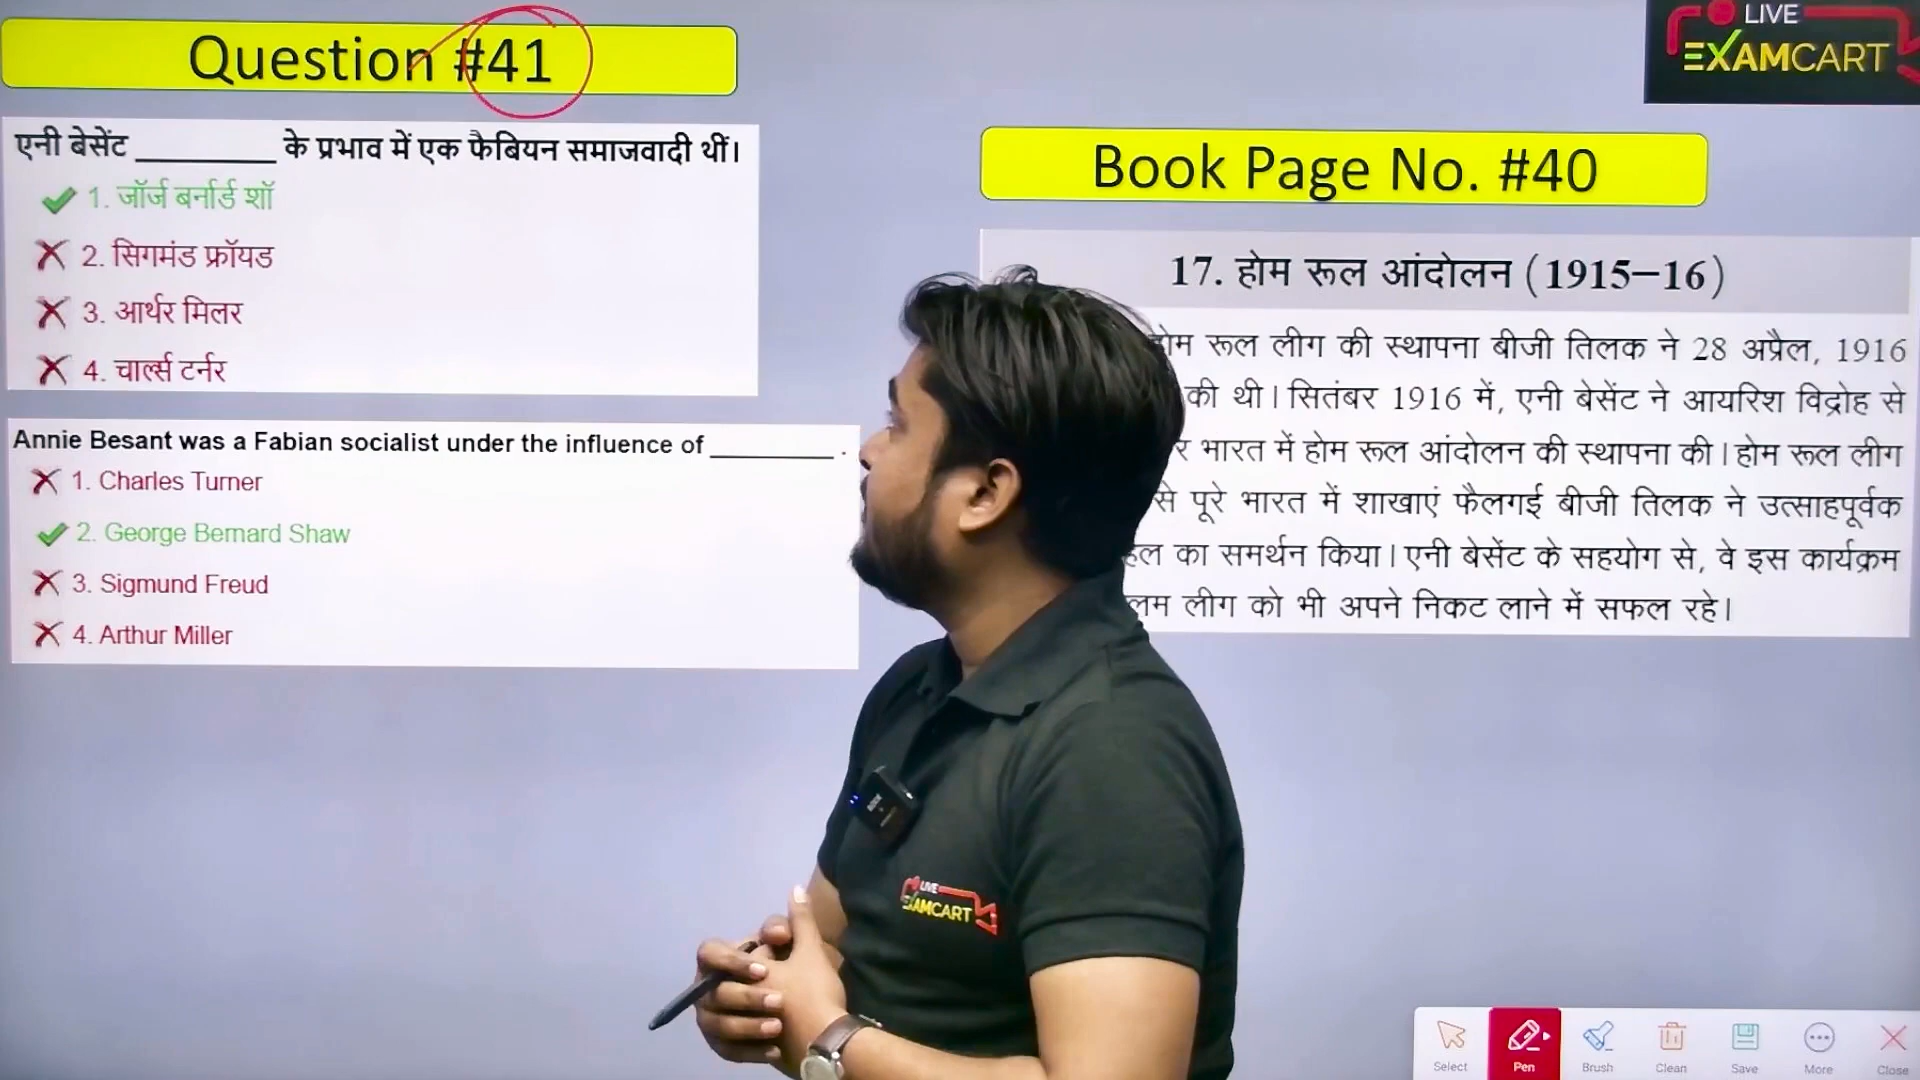 Question #41
LIVE
EXAMCART
एनी बेसेंट __________ के प्रभाव में एक फैबियन समाजवादी थीं।
1. जॉर्ज बर्नार्ड शॉ
2. सिगमंड फ्रॉयड
3. आर्थर मिलर
4. चार्ल्स टर्नर
Annie Besant was a Fabian socialist under the influence of __________ .
1. Charles Turner
2. George Bernard Shaw
3. Sigmund Freud
4. Arthur Miller
Book Page No. #40
17. होम रूल आंदोलन (1915–16)
होम रूल लीग की स्थापना बीजी तिलक ने 28 अप्रैल, 1916
की थी। सितंबर 1916 में, एनी बेसेंट ने आयरिश विद्रोह से
भारत में होम रूल आंदोलन की स्थापना की। होम रूल लीग
से पूरे भारत में शाखाएं फैलगई बीजी तिलक ने उत्साहपूर्वक
का समर्थन किया। एनी बेसेंट के सहयोग से, वे इस कार्यक्रम
लीग को भी अपने निकट लाने में सफल रहे।
LIVE
EXAMCART
Select
Pen
Brush
Clean
Save
More
Close